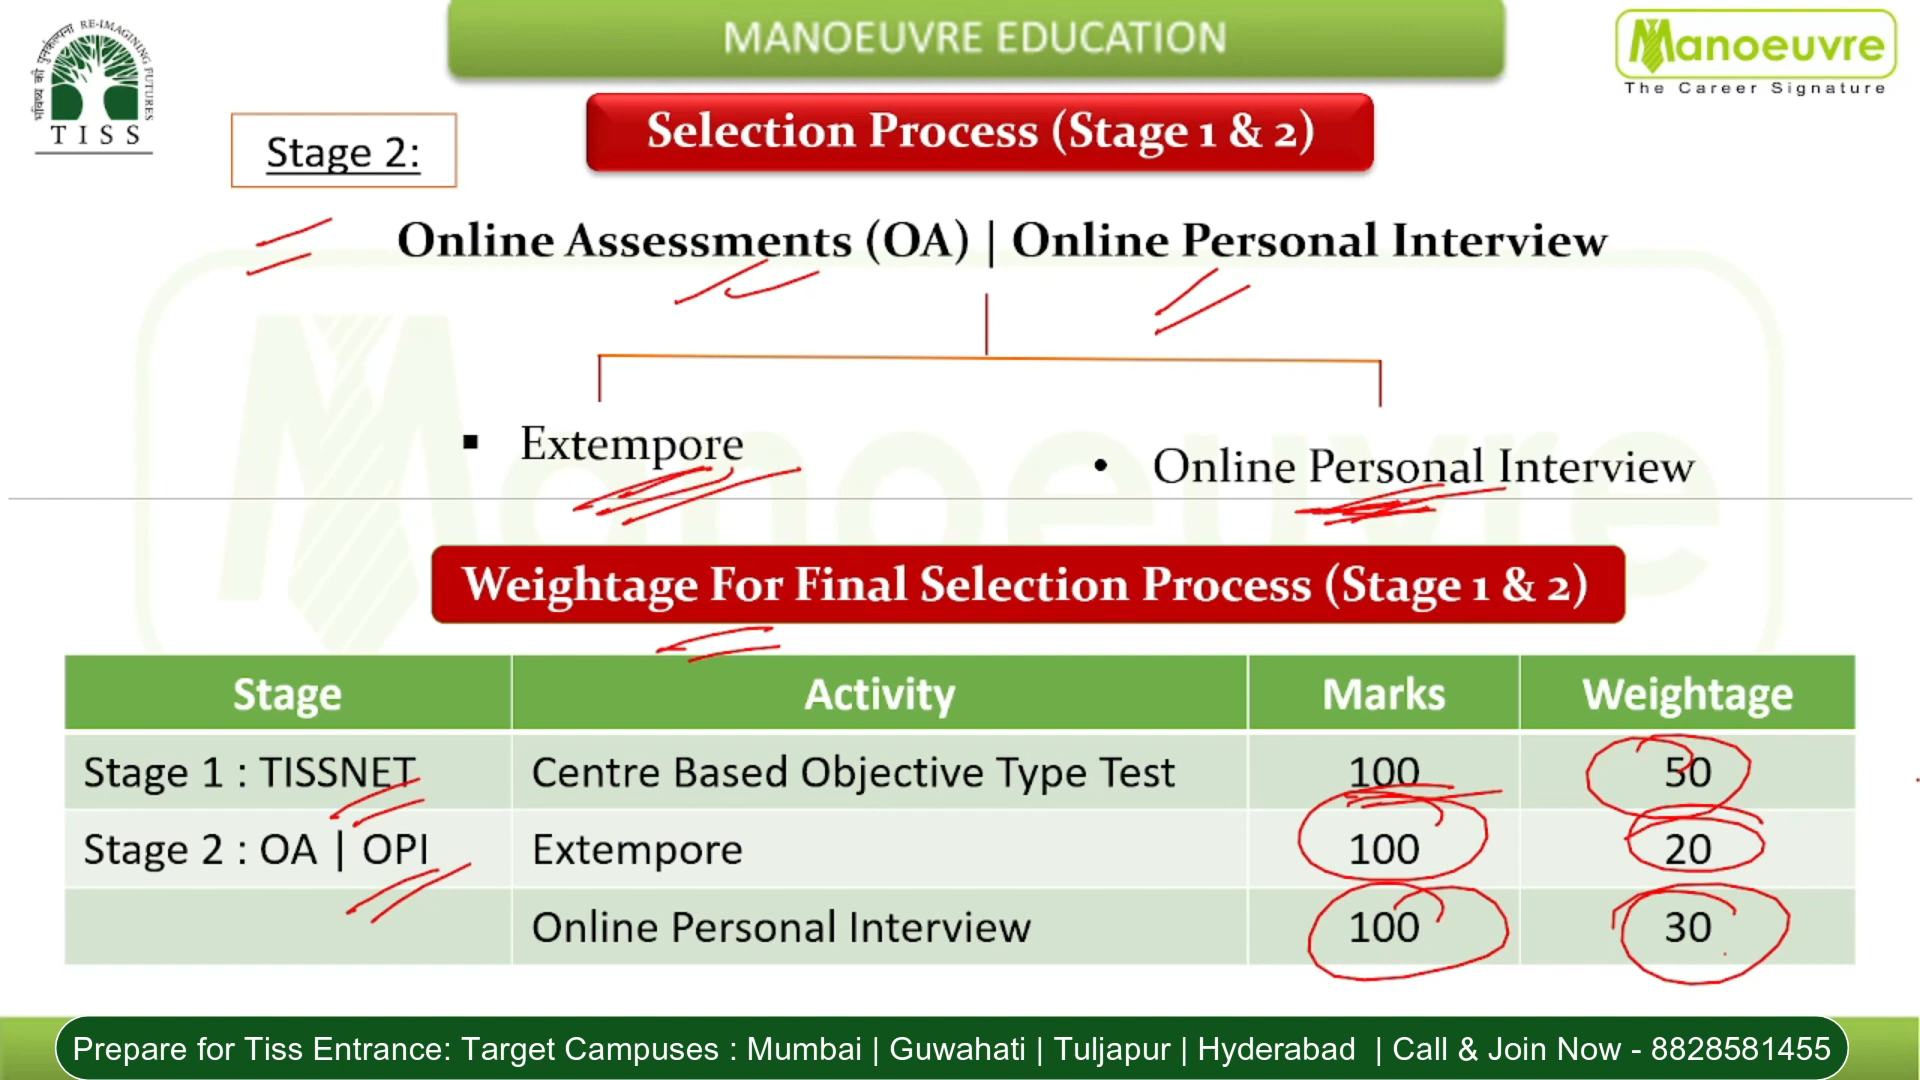 RE-IMAGINING FUTURES
T I S S
MANOEUVRE EDUCATION
Manoeuvre
The Career Signature
Selection Process (Stage 1 & 2)
Stage 2:
Online Assessments (OA) | Online Personal Interview
▪ Extempore
• Online Personal Interview
Weightage For Final Selection Process (Stage 1 & 2)
Stage Activity Marks Weightage
Stage 1 : TISSNET Centre Based Objective Type Test 100 50
Stage 2 : OA | OPI Extempore 100 20
Online Personal Interview 100 30
Prepare for Tiss Entrance: Target Campuses : Mumbai | Guwahati | Tuljapur | Hyderabad | Call & Join Now - 8828581455